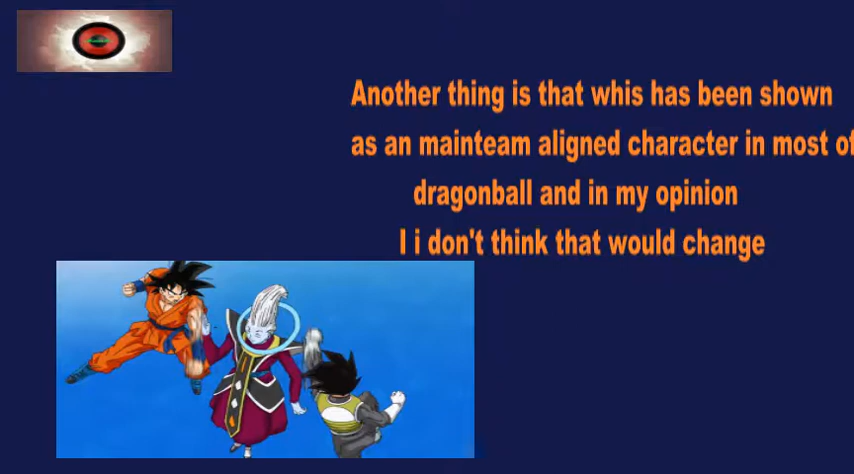 Another thing is that whis has been shown
as an mainteam aligned character in most of
dragonball and in my opinion
I i don't think that would change